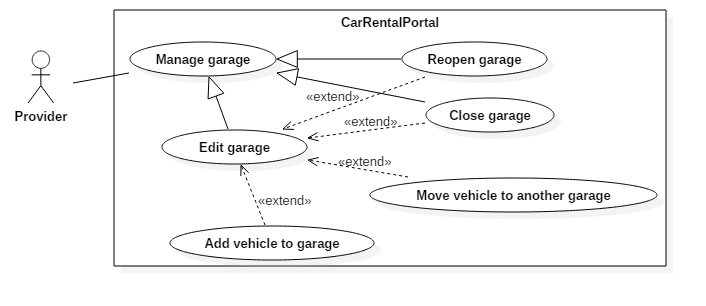 CarRentalPortal
Manage garage
Reopen garage
«extend»
Provider
Close garage
«extend»
Edit garage
«extend»
Move vehicle to another garage
«extend»
Add vehicle to garage